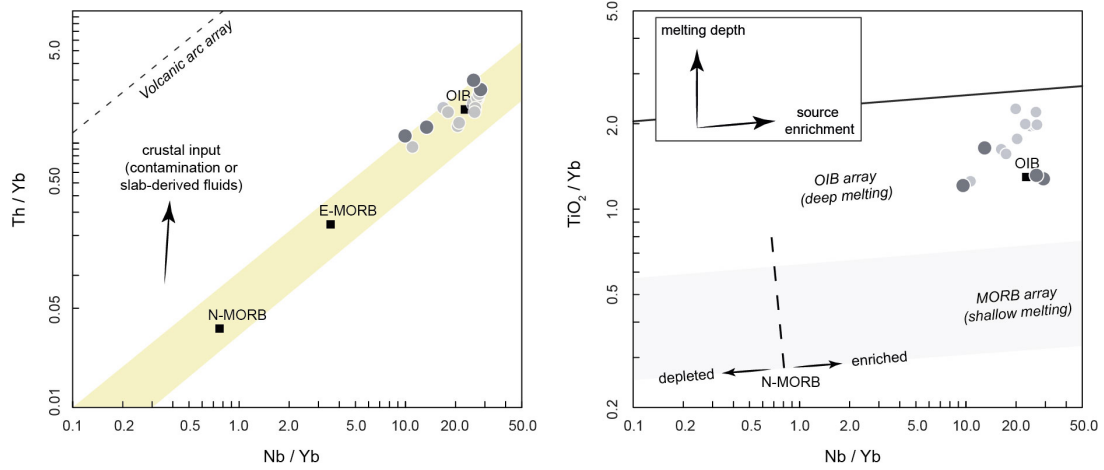 Th / Yb
5.0
0.50
0.05
0.01
Volcanic arc array
crustal input
(contamination or
slab-derived fluids)
OIB
E-MORB
N-MORB
0.1
0.2
0.5
1.0
2.0
5.0
10.0
20.0
50.0
Nb / Yb
TiO2 / Yb
5.0
2.0
1.0
0.5
0.2
melting depth
source
enrichment
OIB
OIB array
(deep melting)
MORB array
(shallow melting)
depleted
enriched
N-MORB
0.1
0.2
0.5
1.0
2.0
5.0
10.0
20.0
50.0
Nb / Yb